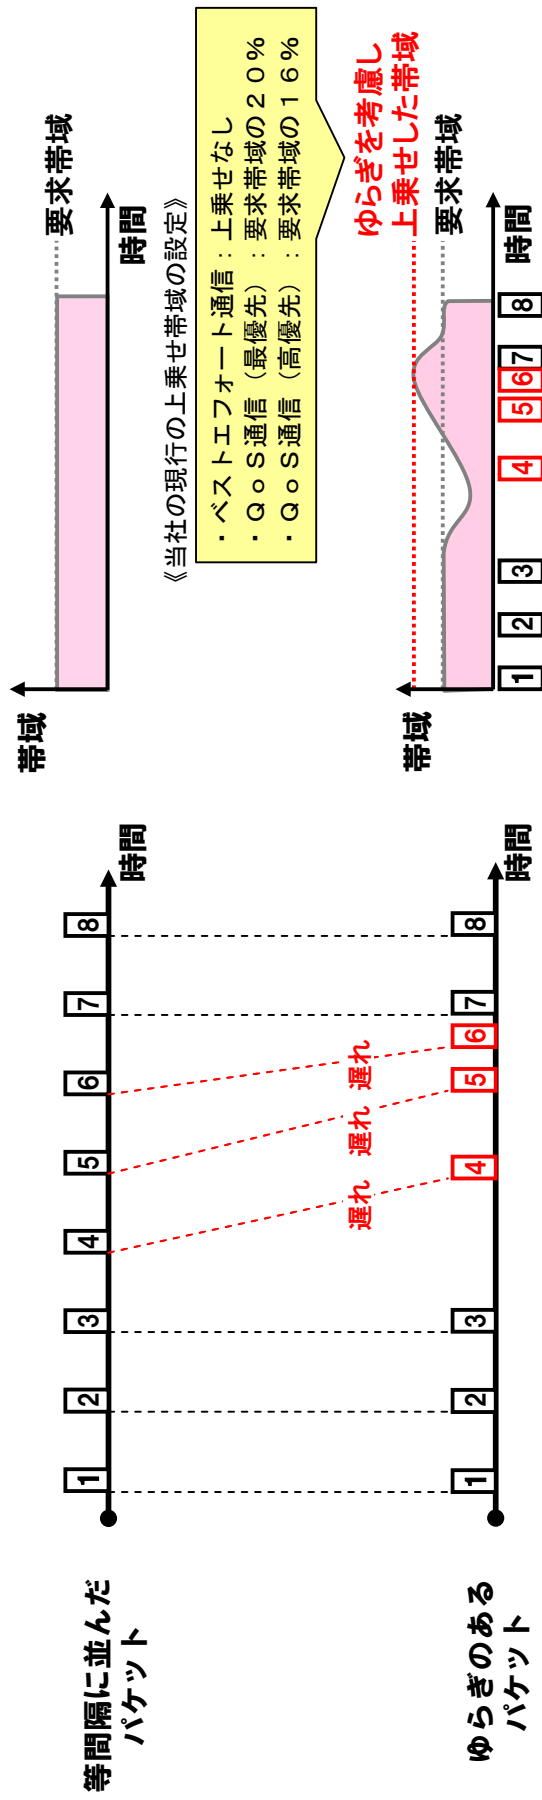 等間隔に並んだ
パケット
1 2 3 4 5 6 7 8
時間
遅れ 遅れ 遅れ
ゆらぎのある
パケット
1 2 3 4 5 6 7 8
時間
帯域
要求帯域
時間
《当社の現行の上乗せ帯域の設定》
・ベストエフォート通信:上乗せなし
・QoS通信(最優先):要求帯域の20%
・QoS通信(高優先):要求帯域の16%
ゆらぎを考慮し
上乗せした帯域
要求帯域
帯域
時間
1 2 3 4 5 6 7 8